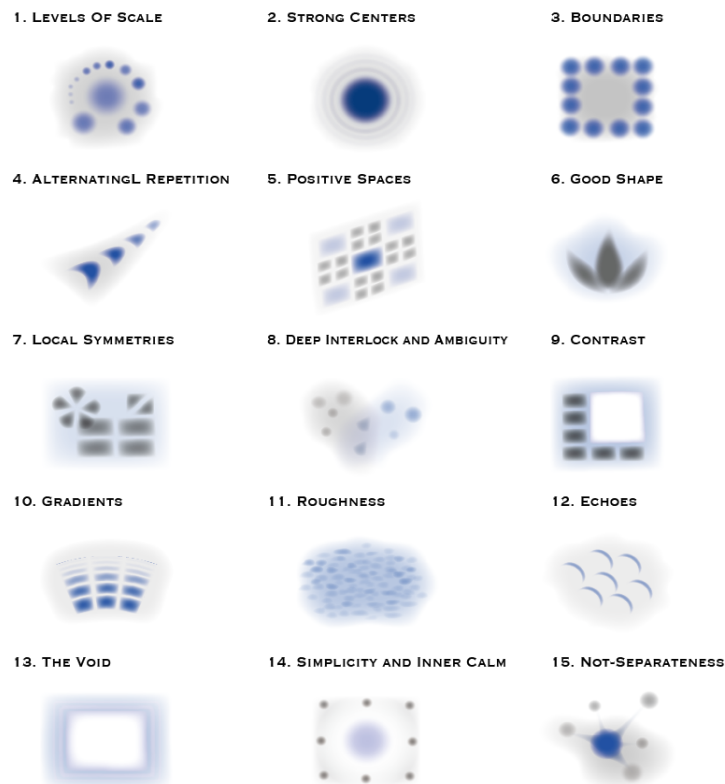 1. Levels Of Scale
2. Strong Centers
3. Boundaries
4. AlternatingL Repetition
5. Positive Spaces
6. Good Shape
7. Local Symmetries
8. Deep Interlock and Ambiguity
9. Contrast
10. Gradients
11. Roughness
12. Echoes
13. The Void
14. Simplicity and Inner Calm
15. Not-Separateness